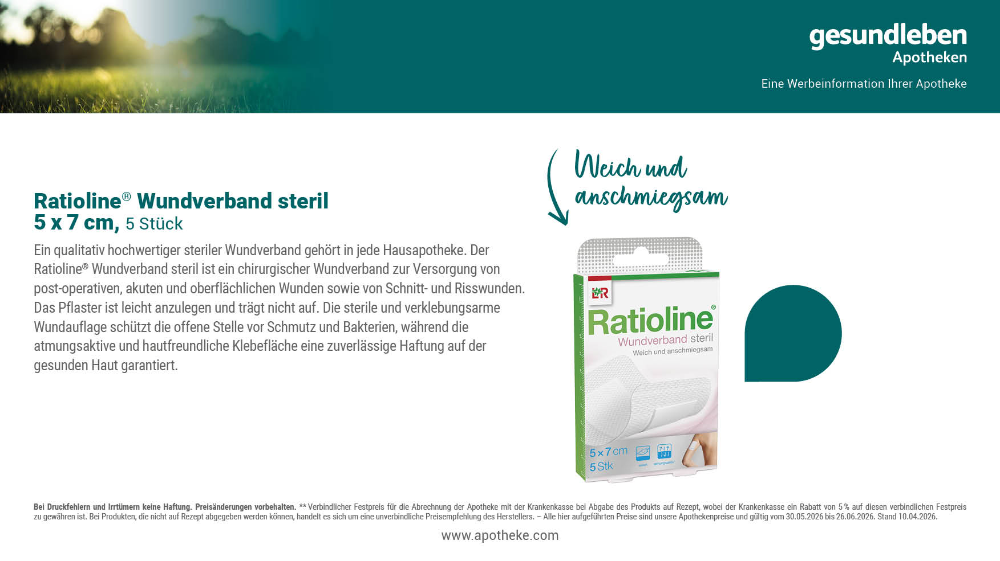 gesundleben
Apotheken
Eine Werbeinformation Ihrer Apotheke
Weich und
anschmiegsam
Ratioline® Wundverband steril
5 x 7 cm, 5 Stück
Ein qualitativ hochwertiger steriler Wundverband gehört in jede Hausapotheke. Der
Ratioline® Wundverband steril ist ein chirurgischer Wundverband zur Versorgung von
post-operativen, akuten und oberflächlichen Wunden sowie von Schnitt- und Risswunden.
Das Pflaster ist leicht anzulegen und trägt nicht auf. Die sterile und verklebungsarme
Wundauflage schützt die offene Stelle vor Schmutz und Bakterien, während die
atmungsaktive und hautfreundliche Klebefläche eine zuverlässige Haftung auf der
gesunden Haut garantiert.
L&R
Ratioline®
Wundverband steril
Weich und anschmiegsam
5 x 7 cm
5 Stk
weich
atmungsaktiv
Bei Druckfehlern und Irrtümern keine Haftung. Preisänderungen vorbehalten. ** Verbindlicher Festpreis für die Abrechnung der Apotheke mit der Krankenkasse bei Abgabe des Produkts auf Rezept, wobei der Krankenkasse ein Rabatt von 5 % auf diesen verbindlichen Festpreis
zu gewähren ist. Bei Produkten, die nicht auf Rezept abgegeben werden können, handelt es sich um eine unverbindliche Preisempfehlung des Herstellers. – Alle hier aufgeführten Preise sind unsere Apothekenpreise und gültig vom 30.05.2026 bis 26.06.2026. Stand 10.04.2026.
www.apotheke.com